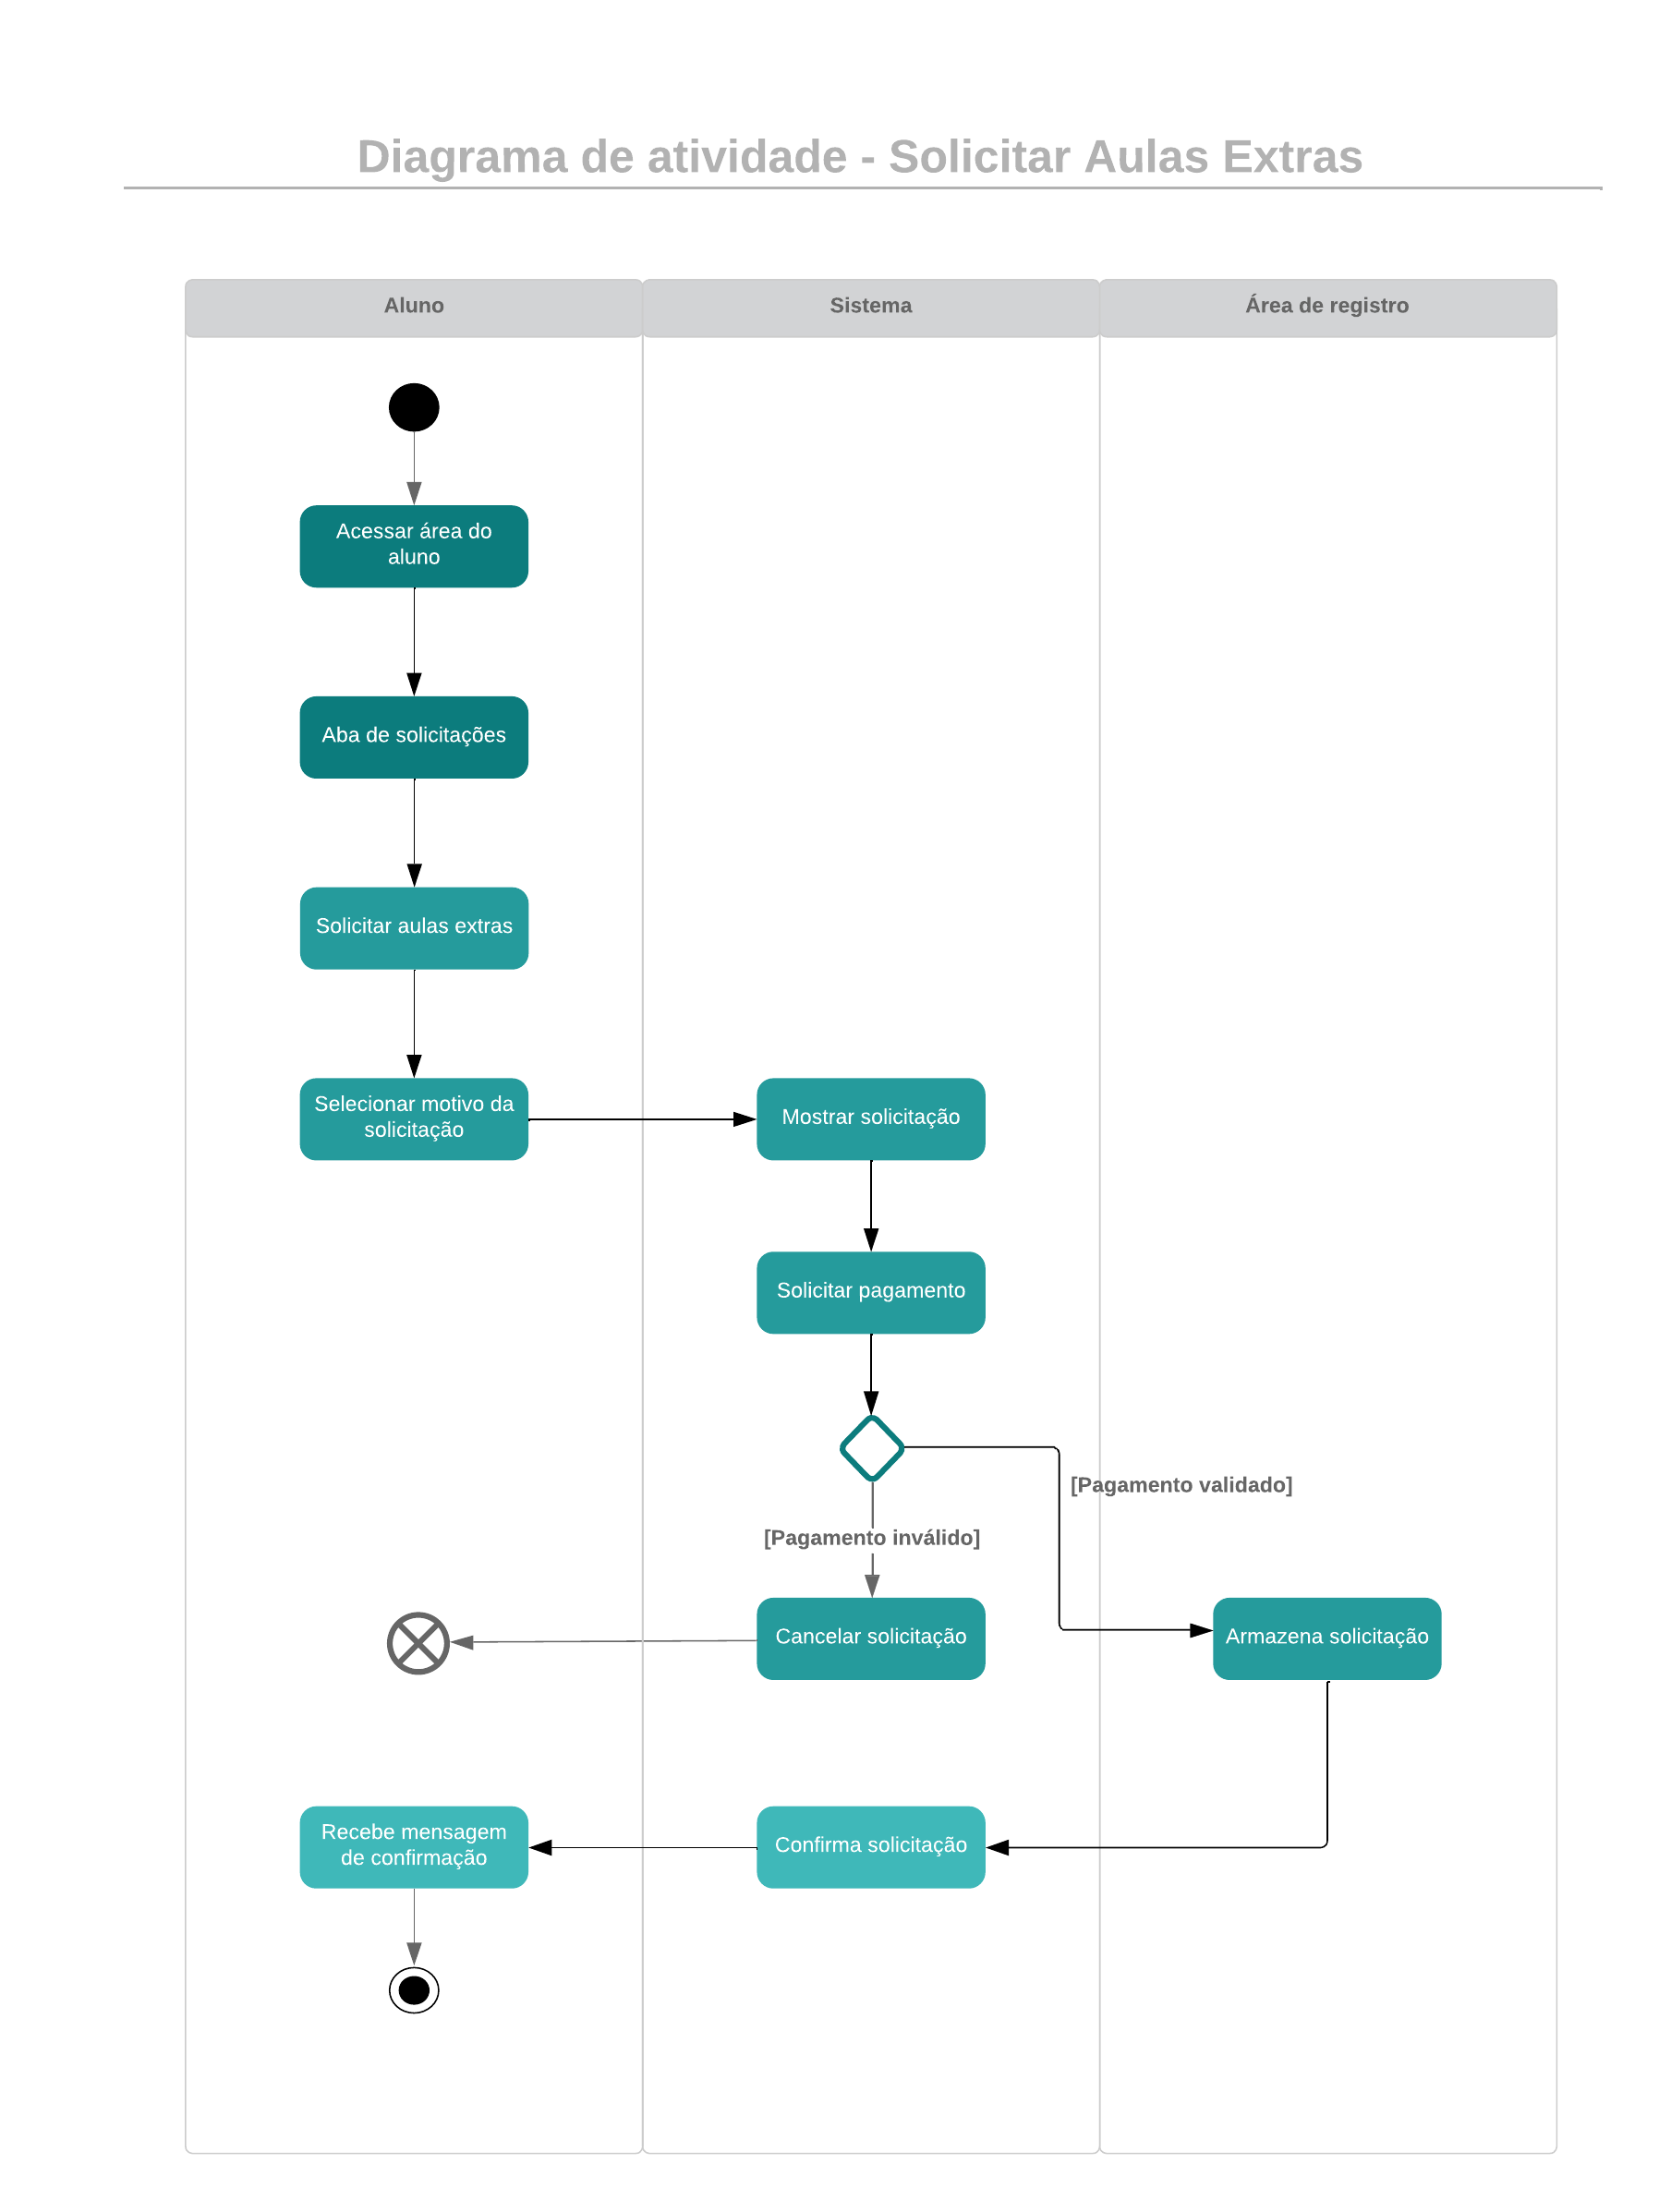 Diagrama de atividade - Solicitar Aulas Extras
Aluno
Sistema
Área de registro
Acessar área do
aluno
Aba de solicitações
Solicitar aulas extras
Selecionar motivo da
solicitação
Mostrar solicitação
Solicitar pagamento
[Pagamento validado]
[Pagamento inválido]
Cancelar solicitação
Armazena solicitação
Recebe mensagem
de confirmação
Confirma solicitação